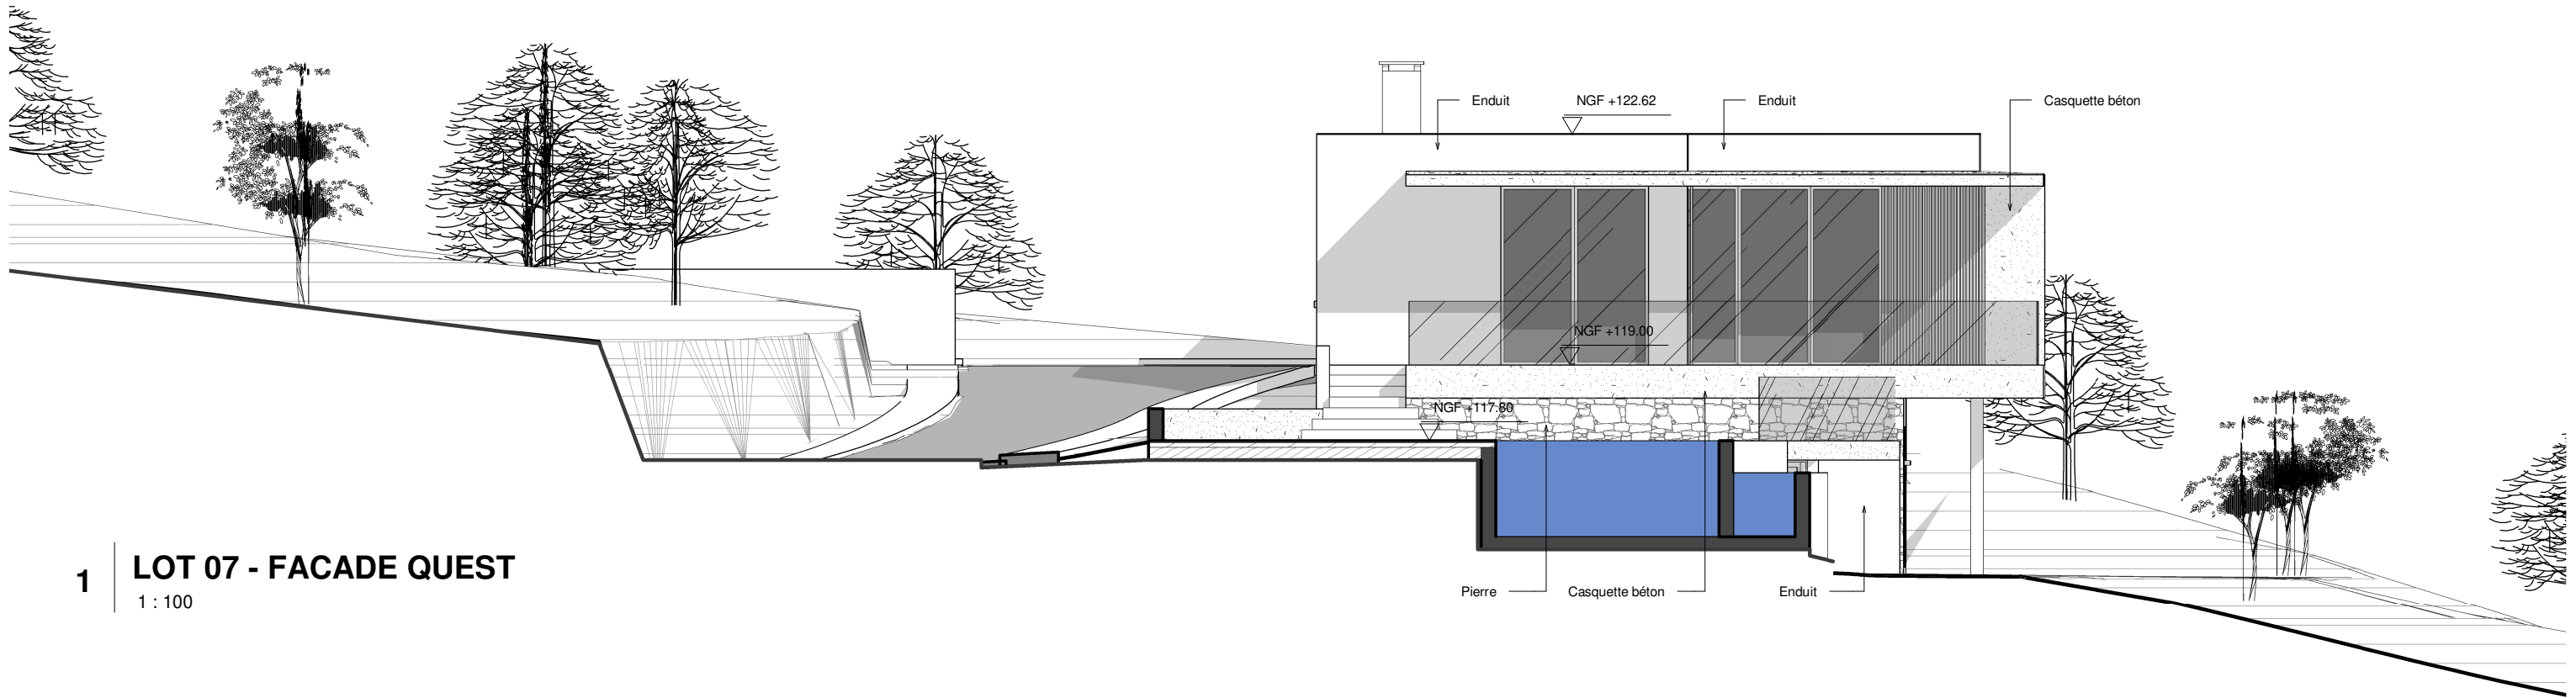 Enduit
NGF +122.62
Enduit
Casquette béton
NGF +119.00
NGF +117.80
1
LOT 07 - FACADE QUEST
1 : 100
Pierre
Casquette béton
Enduit